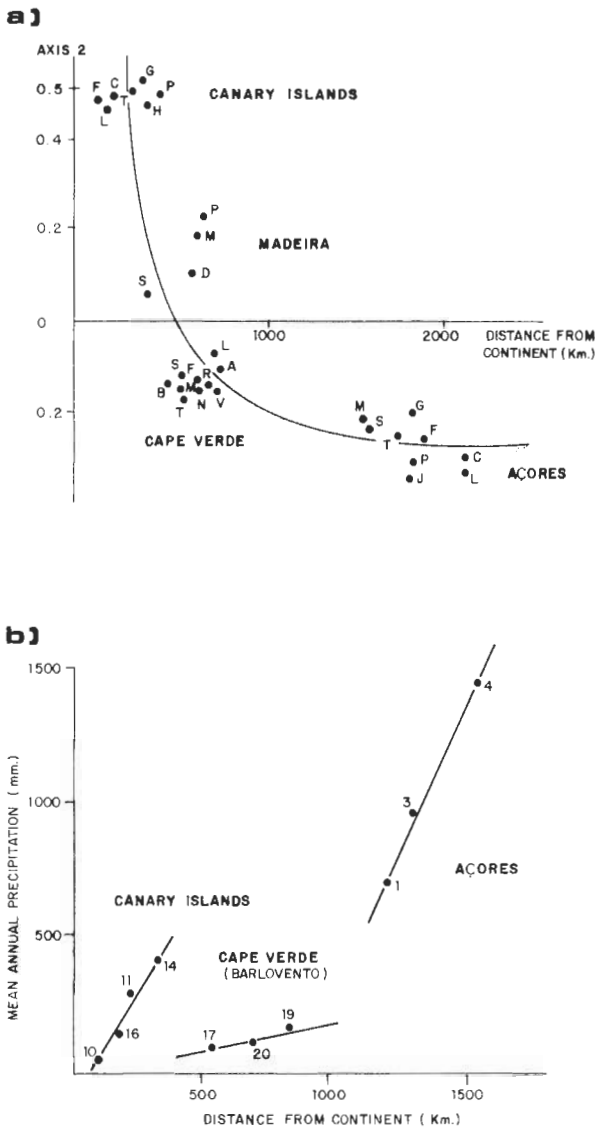 a)
AXIS 2
0.5
F
C
T
G
P
L
H
CANARY ISLANDS
0.4
0.2
P
M
MADEIRA
D
S
0
1000
2000
DISTANCE FROM
CONTINENT (Km.)
L
A
S
F
R
B
M
T
N
V
0.2
CAPE VERDE
M
S
G
F
T
P
C
J
L
AÇORES
b)
MEAN ANNUAL PRECIPITATION (mm.)
1500
1000
500
4
3
1
AÇORES
CANARY ISLANDS
14
11
16
10
CAPE VERDE
(BARLOVENTO)
17
20
19
500
1000
1500
DISTANCE FROM CONTINENT (Km.)